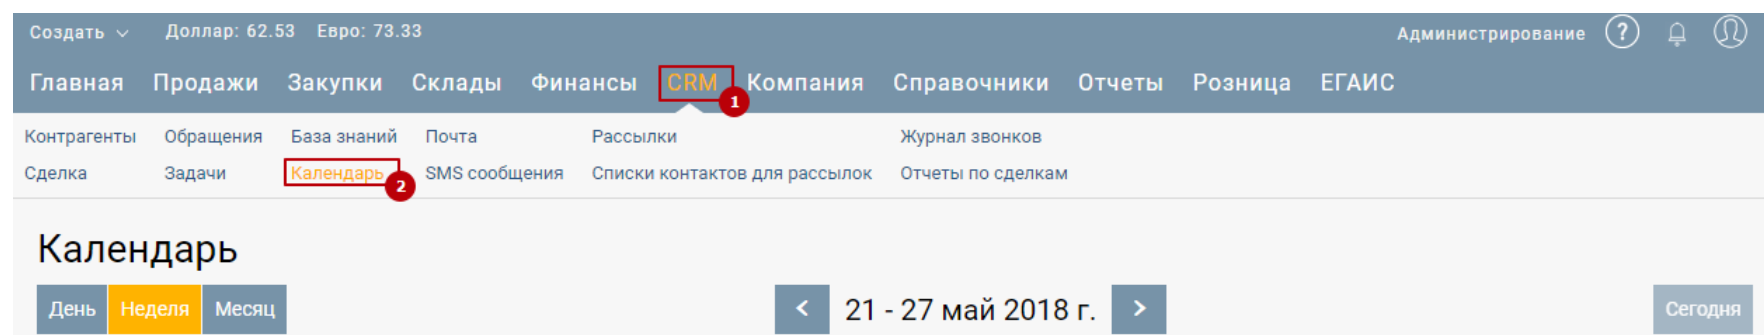 Создать Доллар: 62.53 Евро: 73.33 Администрирование ?
Главная Продажи Закупки Склады Финансы CRM 1 Компания Справочники Отчеты Розница ЕГАИС
Контрагенты Обращения База знаний Почта Рассылки Журнал звонков
Сделка Задачи Календарь 2 SMS сообщения Списки контактов для рассылок Отчеты по сделкам
Календарь
День Неделя Месяц < 21 - 27 май 2018 г. > Сегодня